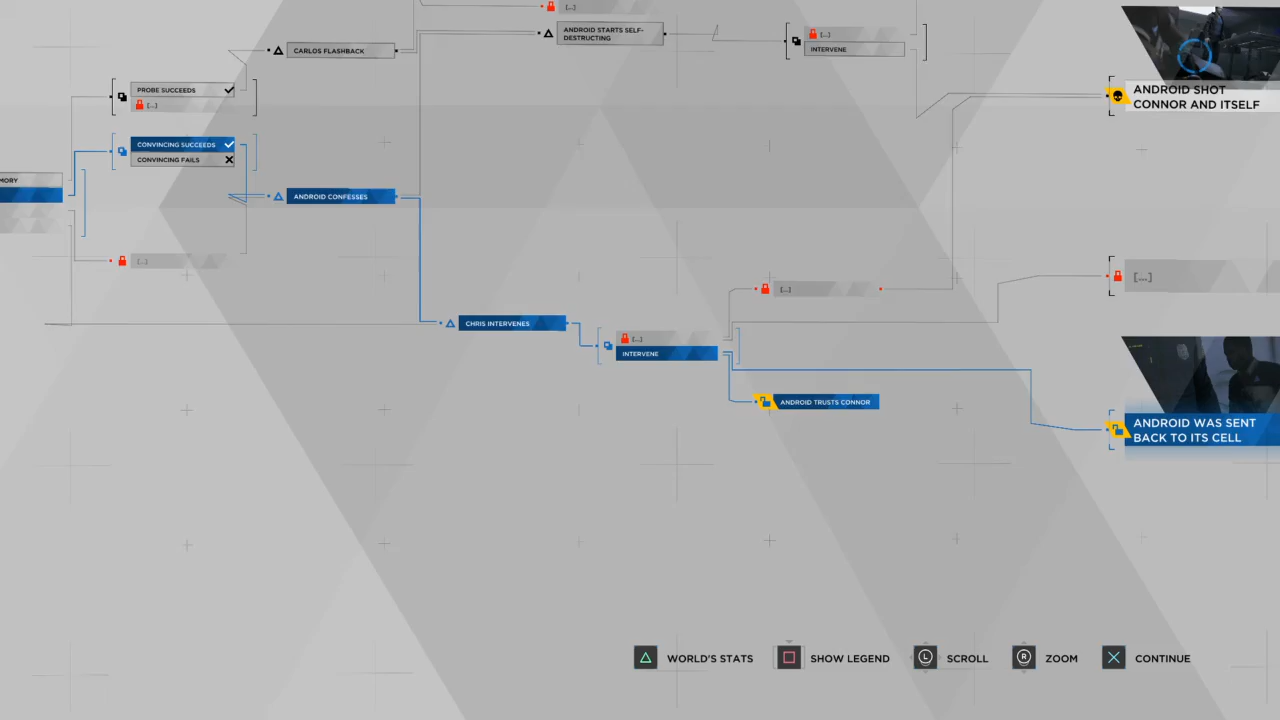 [...]
ANDROID STARTS SELF-
DESTRUCTING
[...]
INTERVENE
CARLOS FLASHBACK
PROBE SUCCEEDS
[...]
ANDROID SHOT
CONNOR AND ITSELF
CONVINCING SUCCEEDS
CONVINCING FAILS
MORY
ANDROID CONFESSES
[...]
[...]
[...]
CHRIS INTERVENES
[...]
INTERVENE
ANDROID TRUSTS CONNOR
ANDROID WAS SENT
BACK TO ITS CELL
WORLD'S STATS
SHOW LEGEND
L
SCROLL
R
ZOOM
CONTINUE